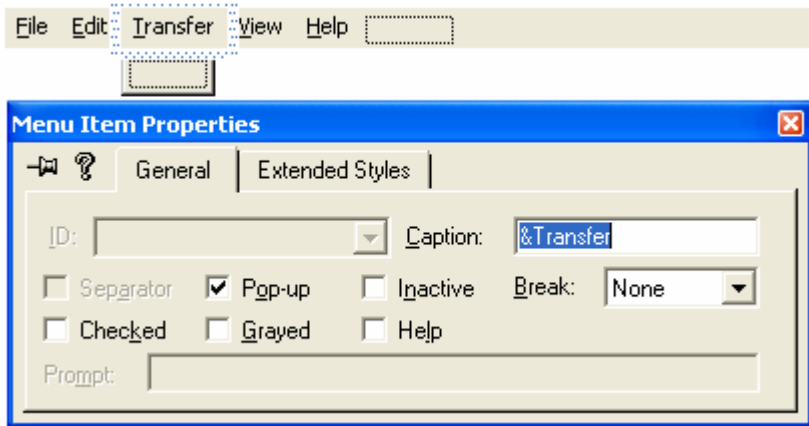 File Edit Transfer View Help
Menu Item Properties
General Extended Styles
ID: Caption: &Transfer
Separator Pop-up Inactive Break: None
Checked Grayed Help
Prompt: